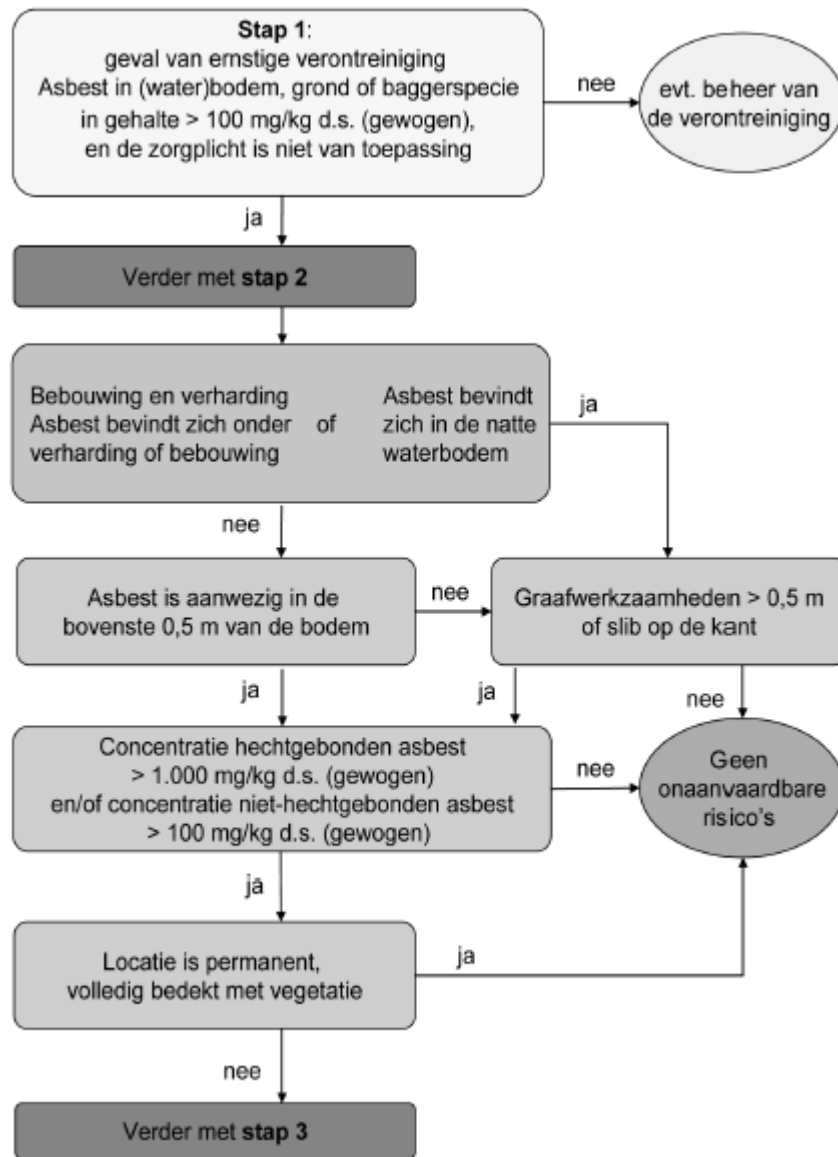 Stap 1:
geval van ernstige verontreiniging
Asbest in (water)bodem, grond of baggerspecie
in gehalte > 100 mg/kg d.s. (gewogen),
en de zorgplicht is niet van toepassing
nee
evt. beheer van
de verontreiniging
ja
Verder met stap 2
Bebouwing en verharding
Asbest bevindt zich onder
verharding of bebouwing
of
Asbest bevindt
zich in de natte
waterbodem
ja
nee
Asbest is aanwezig in de
bovenste 0,5 m van de bodem
nee
Graafwerkzaamheden > 0,5 m
of slib op de kant
ja
ja
nee
Concentratie hechtgebonden asbest
> 1.000 mg/kg d.s. (gewogen)
en/of concentratie niet-hechtgebonden asbest
> 100 mg/kg d.s. (gewogen)
nee
Geen
onaanvaardbare
risico's
ja
Locatie is permanent,
volledig bedekt met vegetatie
ja
nee
Verder met stap 3